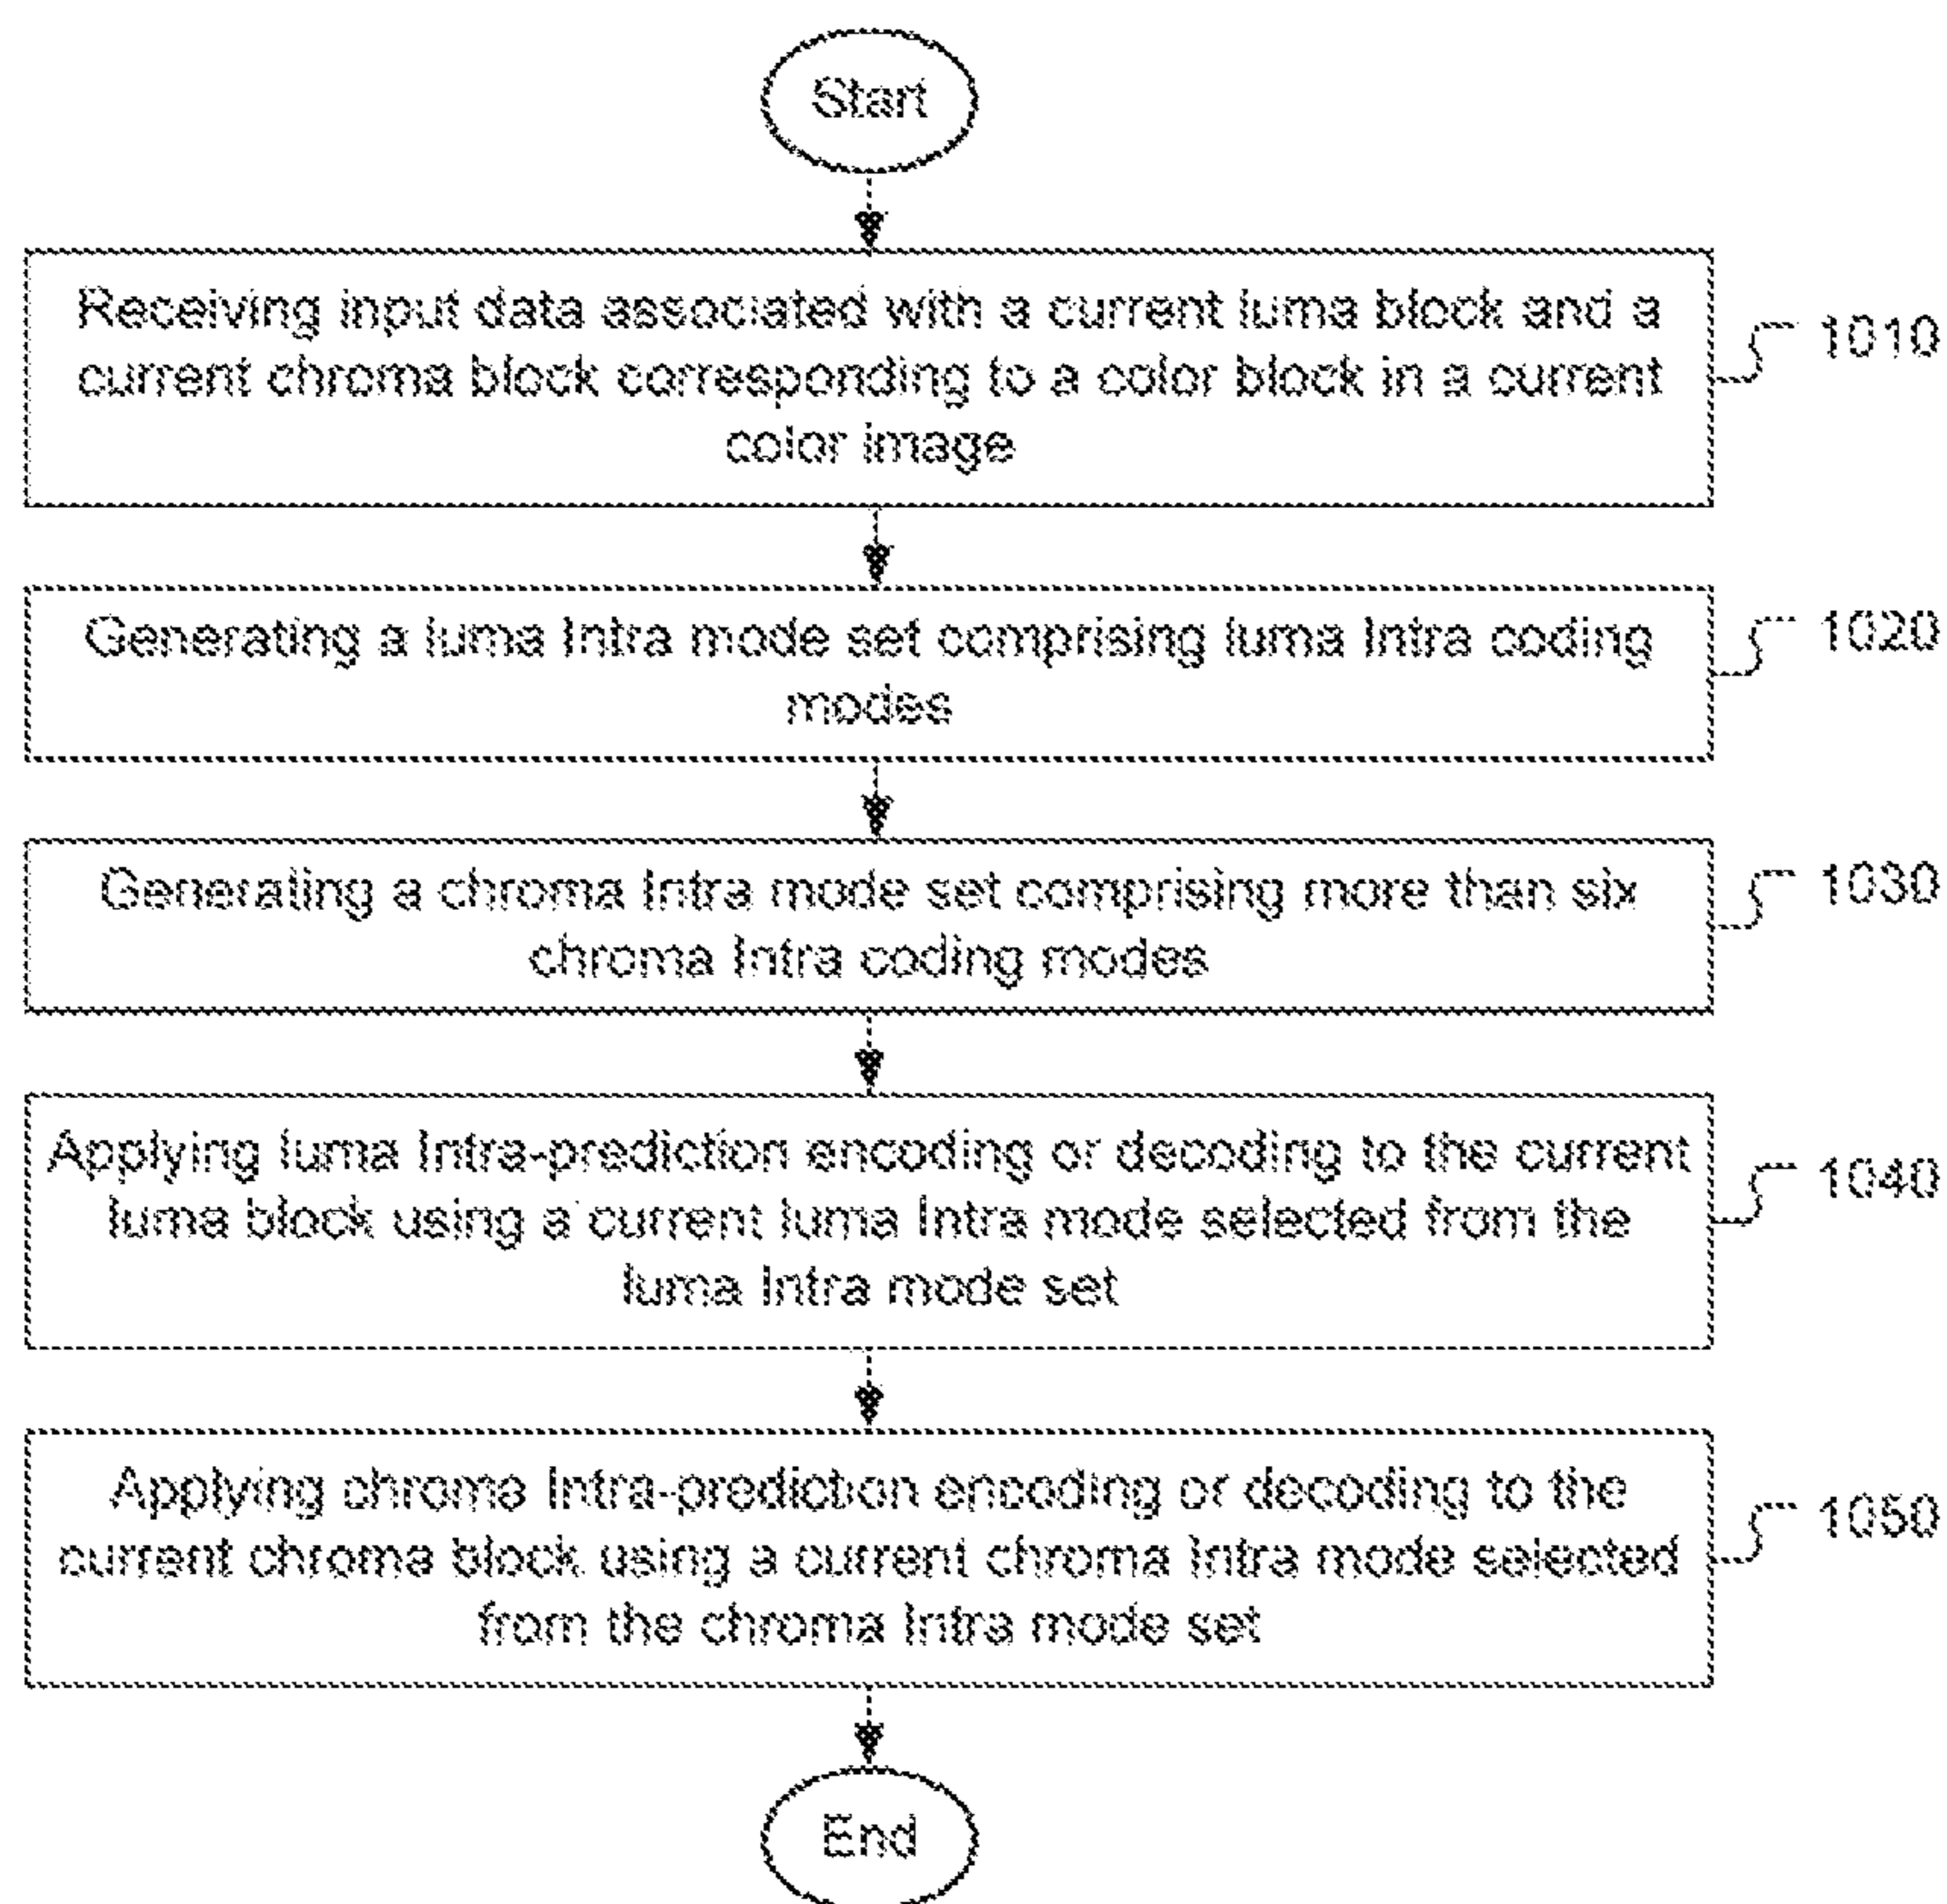 Start
Receiving input data associated with a current luma block and a
current chroma block corresponding to a color block in a current
color image
1010
Generating a luma Intra mode set comprising luma Intra coding
modes
1020
Generating a chroma Intra mode set comprising more than six
chroma Intra coding modes
1030
Applying luma Intra-prediction encoding or decoding to the current
luma block using a current luma Intra mode selected from the
luma Intra mode set
1040
Applying chroma Intra-prediction encoding or decoding to the
current chroma block using a current chroma Intra mode selected
from the chroma Intra mode set
1050
End